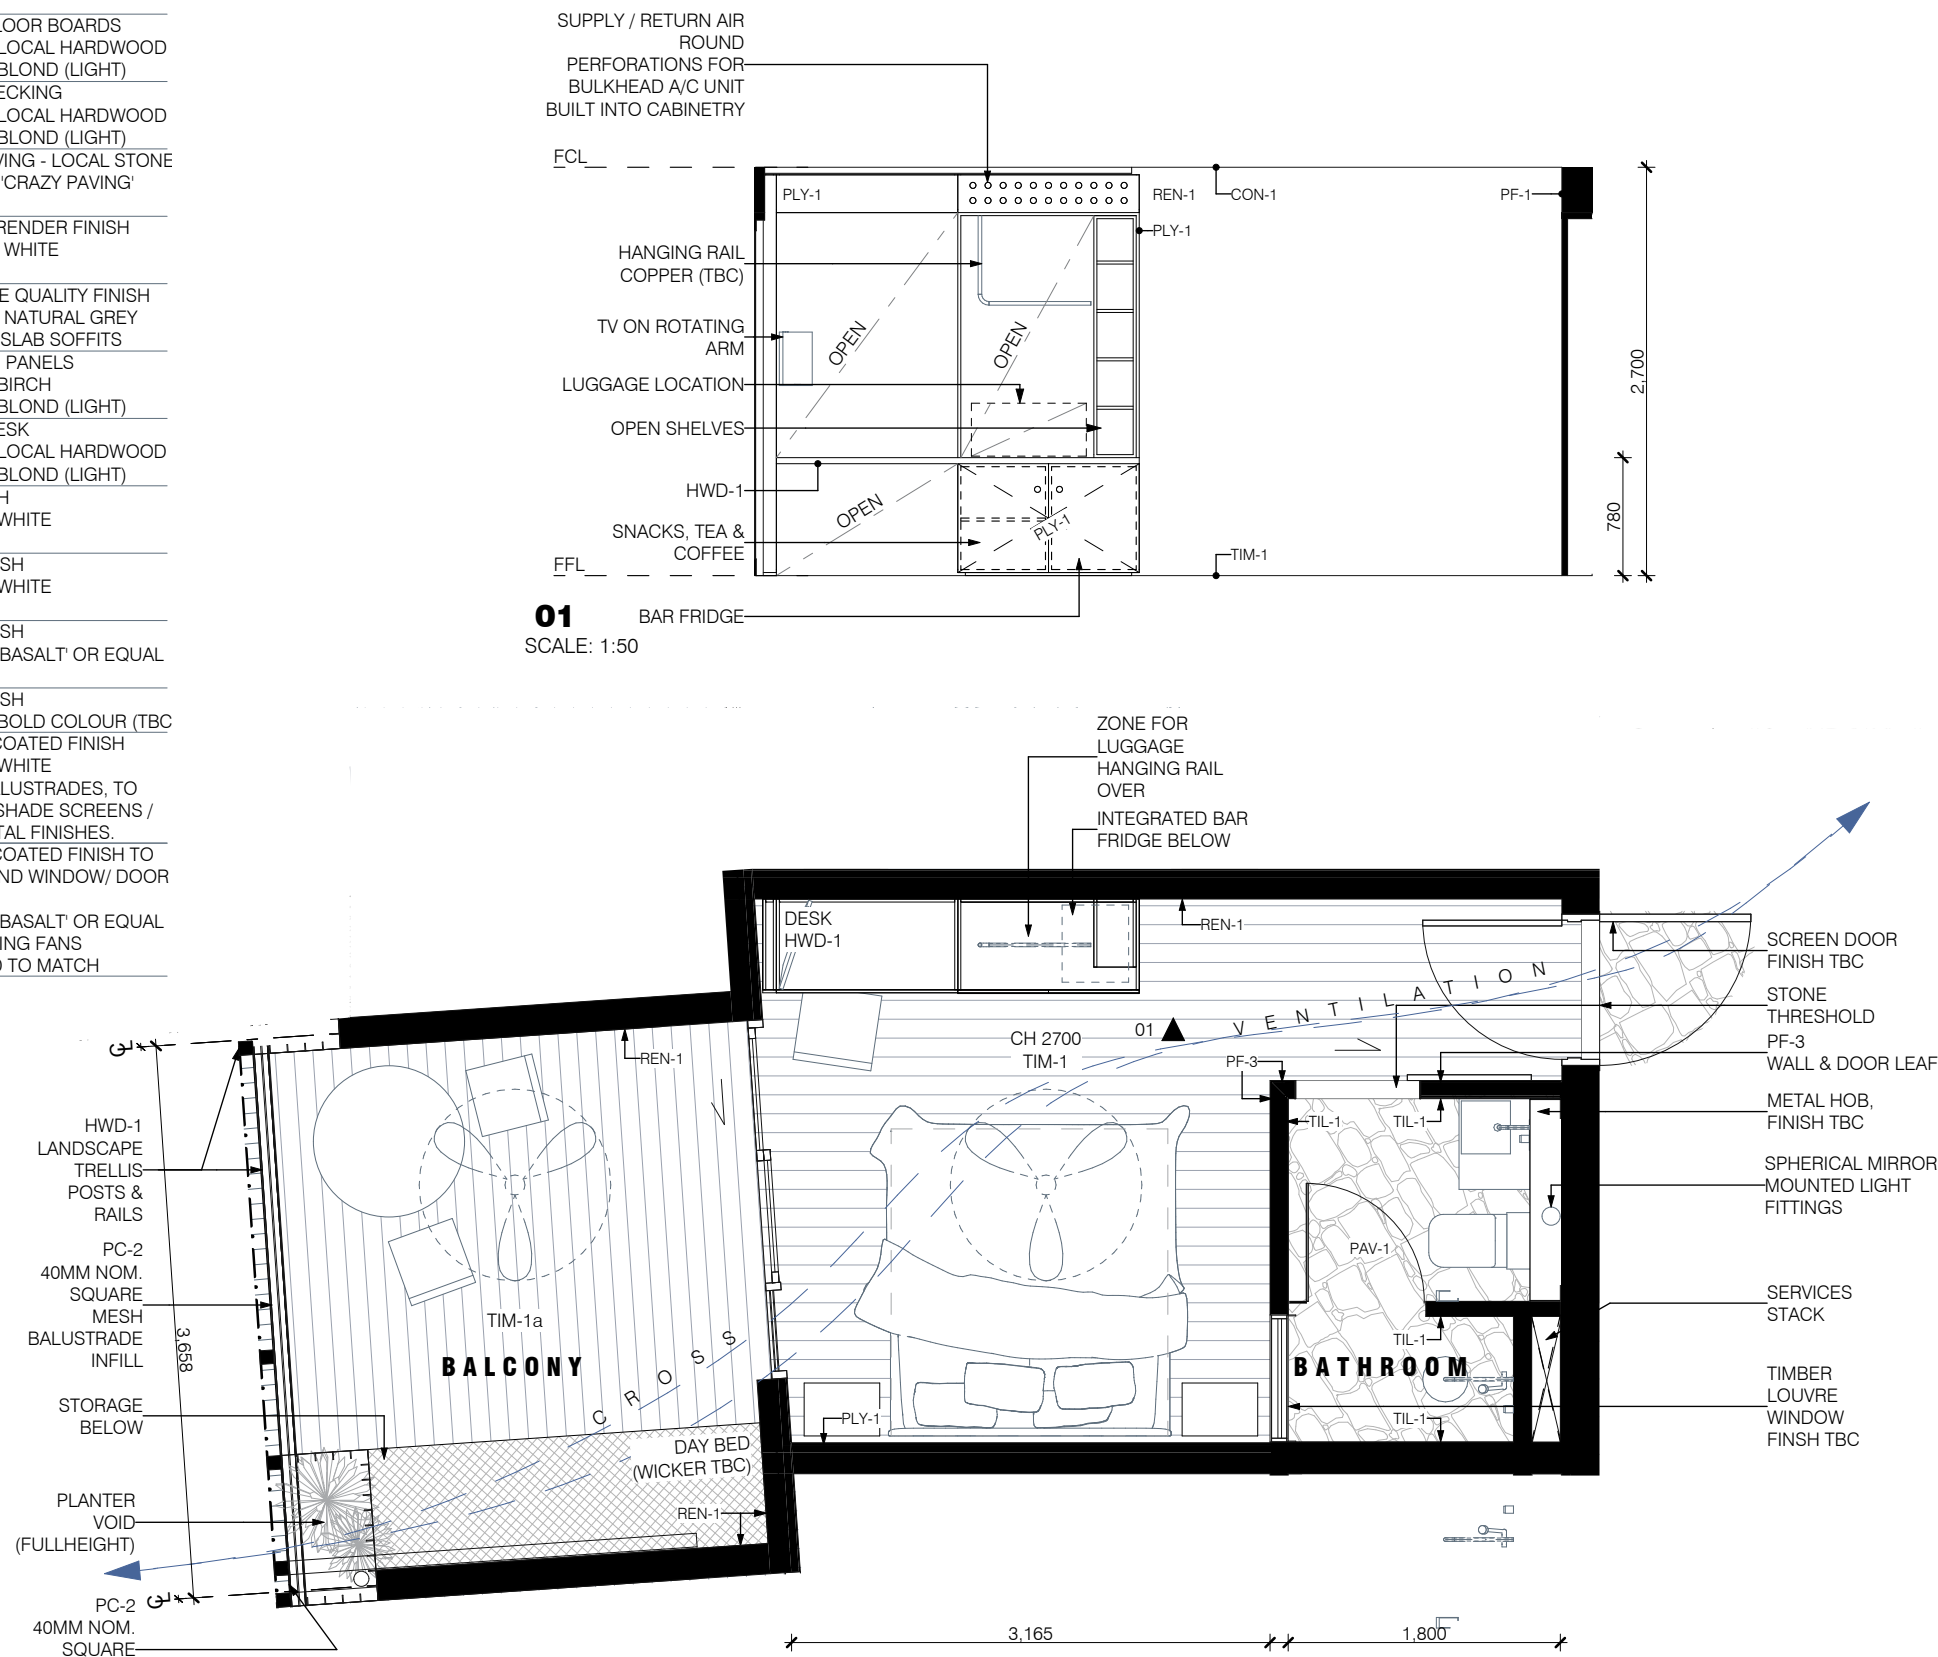 LOOR BOARDS
LOCAL HARDWOOD
BLOND (LIGHT)
ECKING
LOCAL HARDWOOD
BLOND (LIGHT)
VING - LOCAL STONE
'CRAZY PAVING'
RENDER FINISH
WHITE
E QUALITY FINISH
NATURAL GREY
SLAB SOFFITS
PANELS
BIRCH
BLOND (LIGHT)
ESK
LOCAL HARDWOOD
BLOND (LIGHT)
H
WHITE
SH
WHITE
SH
BASALT' OR EQUAL
SH
BOLD COLOUR (TBC
COATED FINISH
WHITE
LUSTRADES, TO
SHADE SCREENS /
TAL FINISHES.
COATED FINISH TO
ND WINDOW/ DOOR
BASALT' OR EQUAL
ING FANS
D TO MATCH
SUPPLY / RETURN AIR
ROUND
PERFORATIONS FOR
BULKHEAD A/C UNIT
BUILT INTO CABINETRY
FCL
PLY-1
REN-1
CON-1
PF-1
PLY-1
HANGING RAIL
COPPER (TBC)
TV ON ROTATING
ARM
OPEN
OPEN
LUGGAGE LOCATION
OPEN SHELVES
2,700
HWD-1
OPEN
PLY-1
780
SNACKS, TEA &
COFFEE
FFL
TIM-1
01
BAR FRIDGE
SCALE: 1:50
ZONE FOR
LUGGAGE
HANGING RAIL
OVER
INTEGRATED BAR
FRIDGE BELOW
DESK
HWD-1
REN-1
SCREEN DOOR
FINISH TBC
STONE
THRESHOLD
PF-3
WALL & DOOR LEAF
METAL HOB,
FINISH TBC
SPHERICAL MIRROR
MOUNTED LIGHT
FITTINGS
SERVICES
STACK
TIMBER
LOUVRE
WINDOW
FINSH TBC
CROSS VENTILATION
CH 2700
TIM-1
01
PF-3
REN-1
TIL-1
TIL-1
PAV-1
TIL-1
BATHROOM
TIL-1
PLY-1
TIM-1a
BALCONY
DAY BED
(WICKER TBC)
REN-1
HWD-1
LANDSCAPE
TRELLIS
POSTS &
RAILS
PC-2
40MM NOM.
SQUARE
MESH
BALUSTRADE
INFILL
3,658
STORAGE
BELOW
PLANTER
VOID
(FULLHEIGHT)
PC-2
40MM NOM.
SQUARE
3,165
1,800